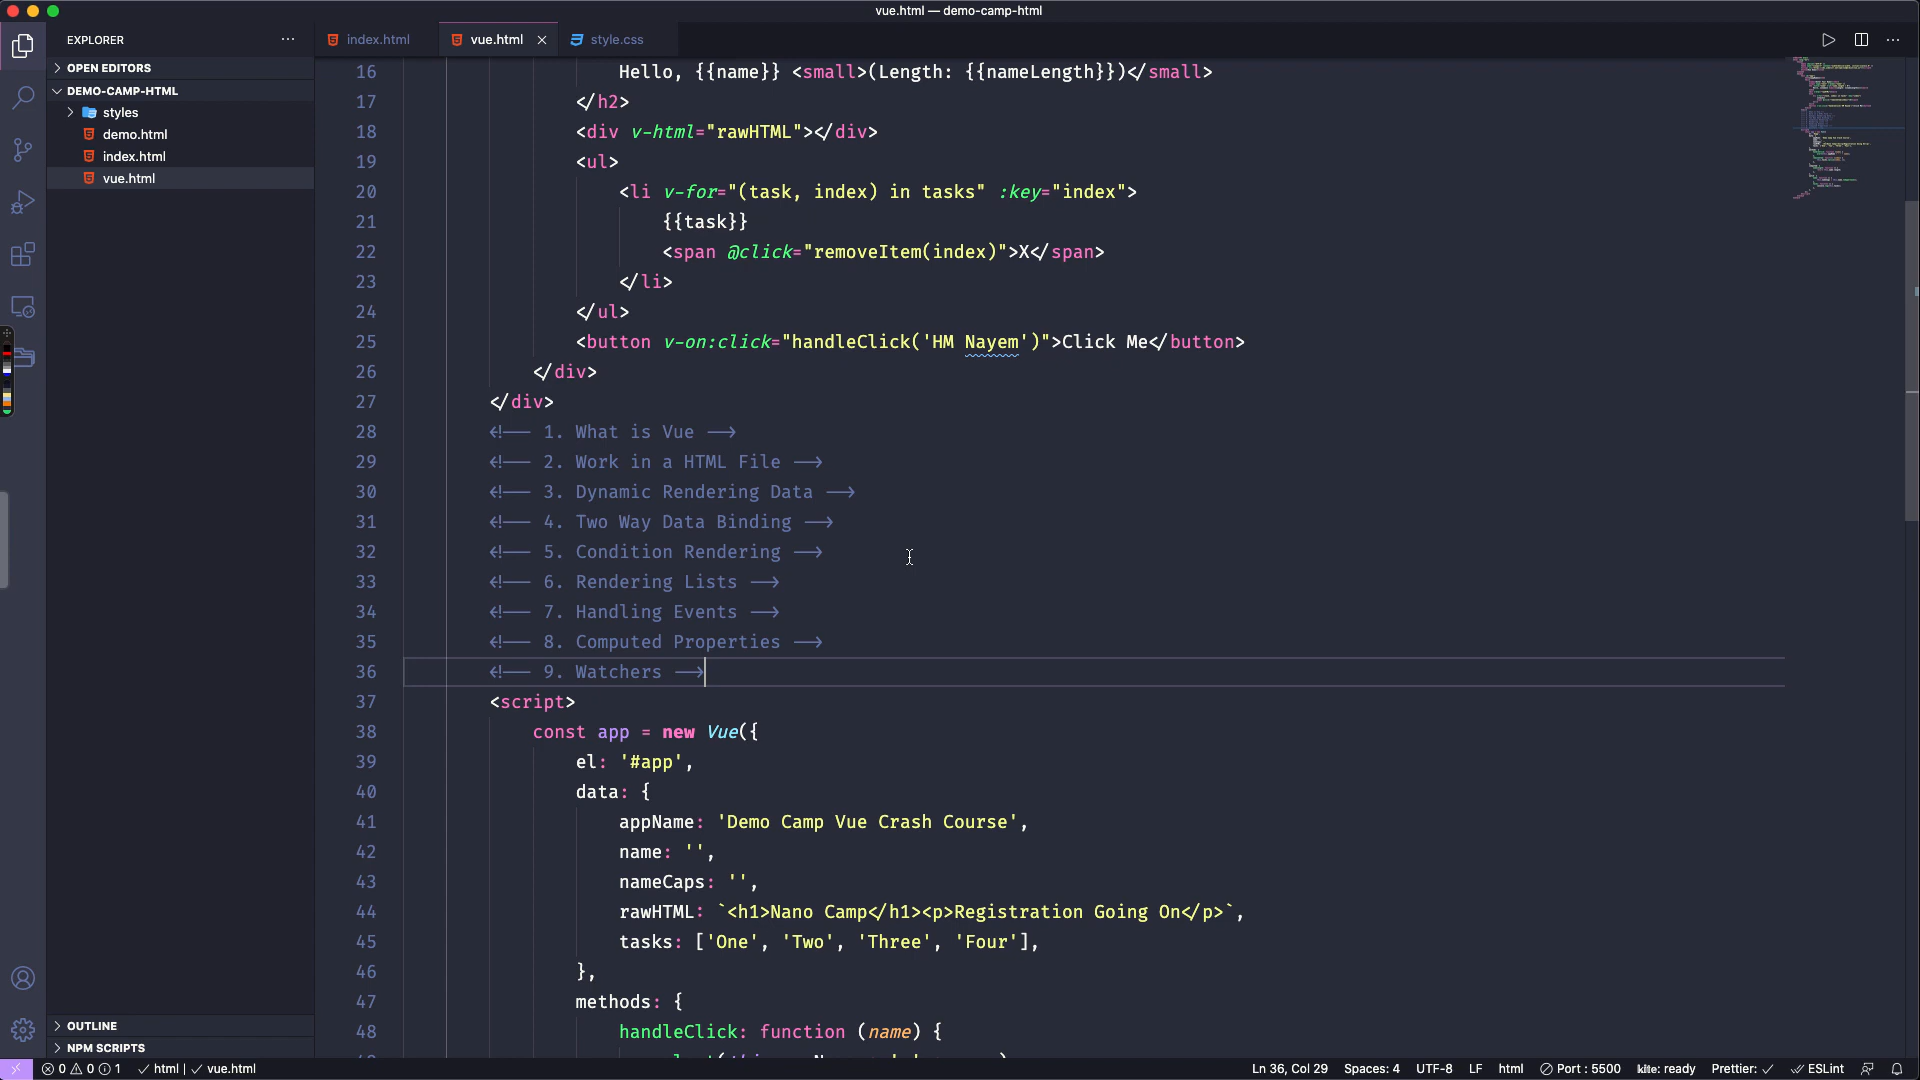 vue.html — demo-camp-html
EXPLORER
OPEN EDITORS
DEMO-CAMP-HTML
styles
demo.html
index.html
vue.html
OUTLINE
NPM SCRIPTS
index.html
vue.html
style.css
16 Hello, {{name}} <small>(Length: {{nameLength}})</small>
17 </h2>
18 <div v-html="rawHTML"></div>
19 <ul>
20 <li v-for="(task, index) in tasks" :key="index">
21 {{task}}
22 <span @click="removeItem(index)">X</span>
23 </li>
24 </ul>
25 <button v-on:click="handleClick('HM Nayem')">Click Me</button>
26 </div>
27 </div>
28 <!-- 1. What is Vue -->
29 <!-- 2. Work in a HTML File -->
30 <!-- 3. Dynamic Rendering Data -->
31 <!-- 4. Two Way Data Binding -->
32 <!-- 5. Condition Rendering -->
33 <!-- 6. Rendering Lists -->
34 <!-- 7. Handling Events -->
35 <!-- 8. Computed Properties -->
36 <!-- 9. Watchers -->
37 <script>
38 const app = new Vue({
39 el: '#app',
40 data: {
41 appName: 'Demo Camp Vue Crash Course',
42 name: '',
43 nameCaps: '',
44 rawHTML: `<h1>Nano Camp</h1><p>Registration Going On</p>`,
45 tasks: ['One', 'Two', 'Three', 'Four'],
46 },
47 methods: {
48 handleClick: function (name) {
0 0 1 html vue.html Ln 36, Col 29 Spaces: 4 UTF-8 LF html Port : 5500 kite: ready Prettier: ESLint